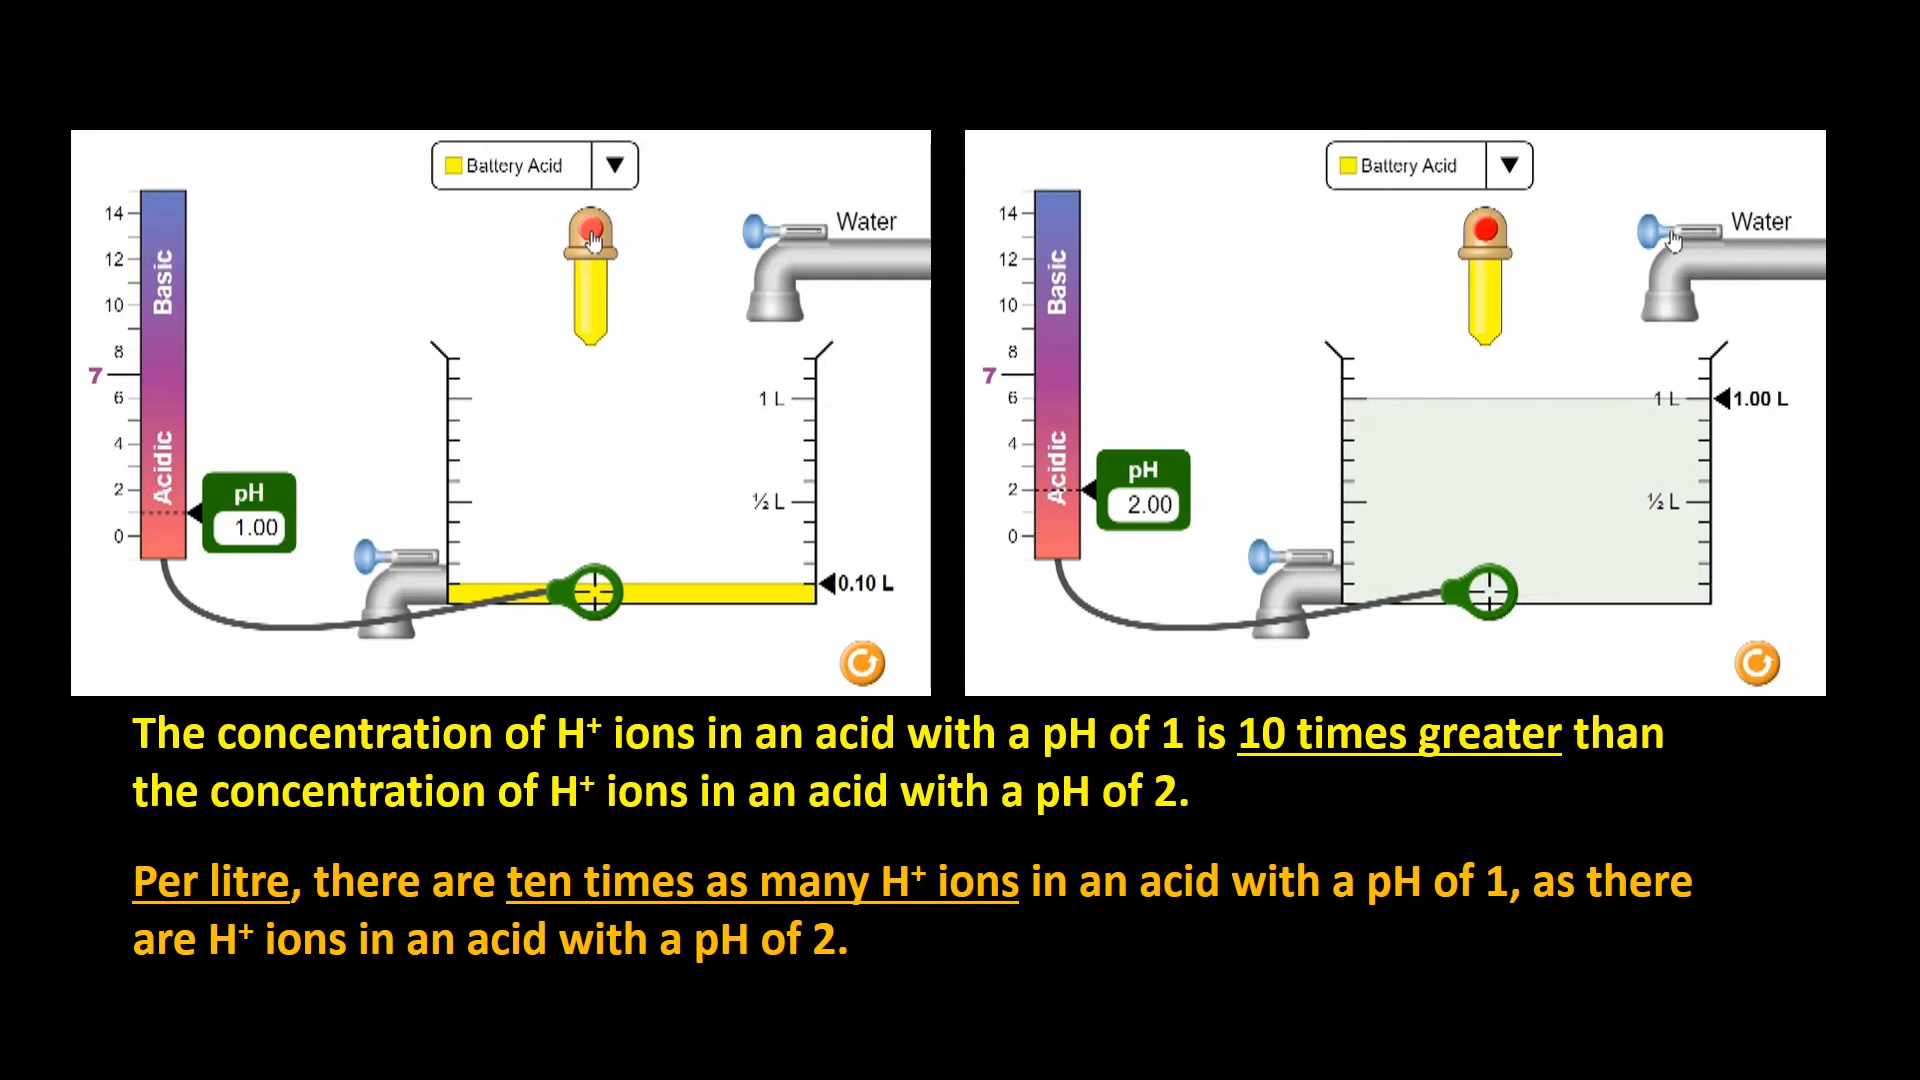 Battery Acid
Water
14
12
10
8
7
6
4
2
0
Basic
Acidic
pH
1.00
1 L
½ L
0.10 L
Battery Acid
Water
14
12
10
8
7
6
4
2
0
Basic
Acidic
pH
2.00
1 L
1.00 L
½ L
The concentration of H⁺ ions in an acid with a pH of 1 is 10 times greater than
the concentration of H⁺ ions in an acid with a pH of 2.
Per litre, there are ten times as many H⁺ ions in an acid with a pH of 1, as there
are H⁺ ions in an acid with a pH of 2.